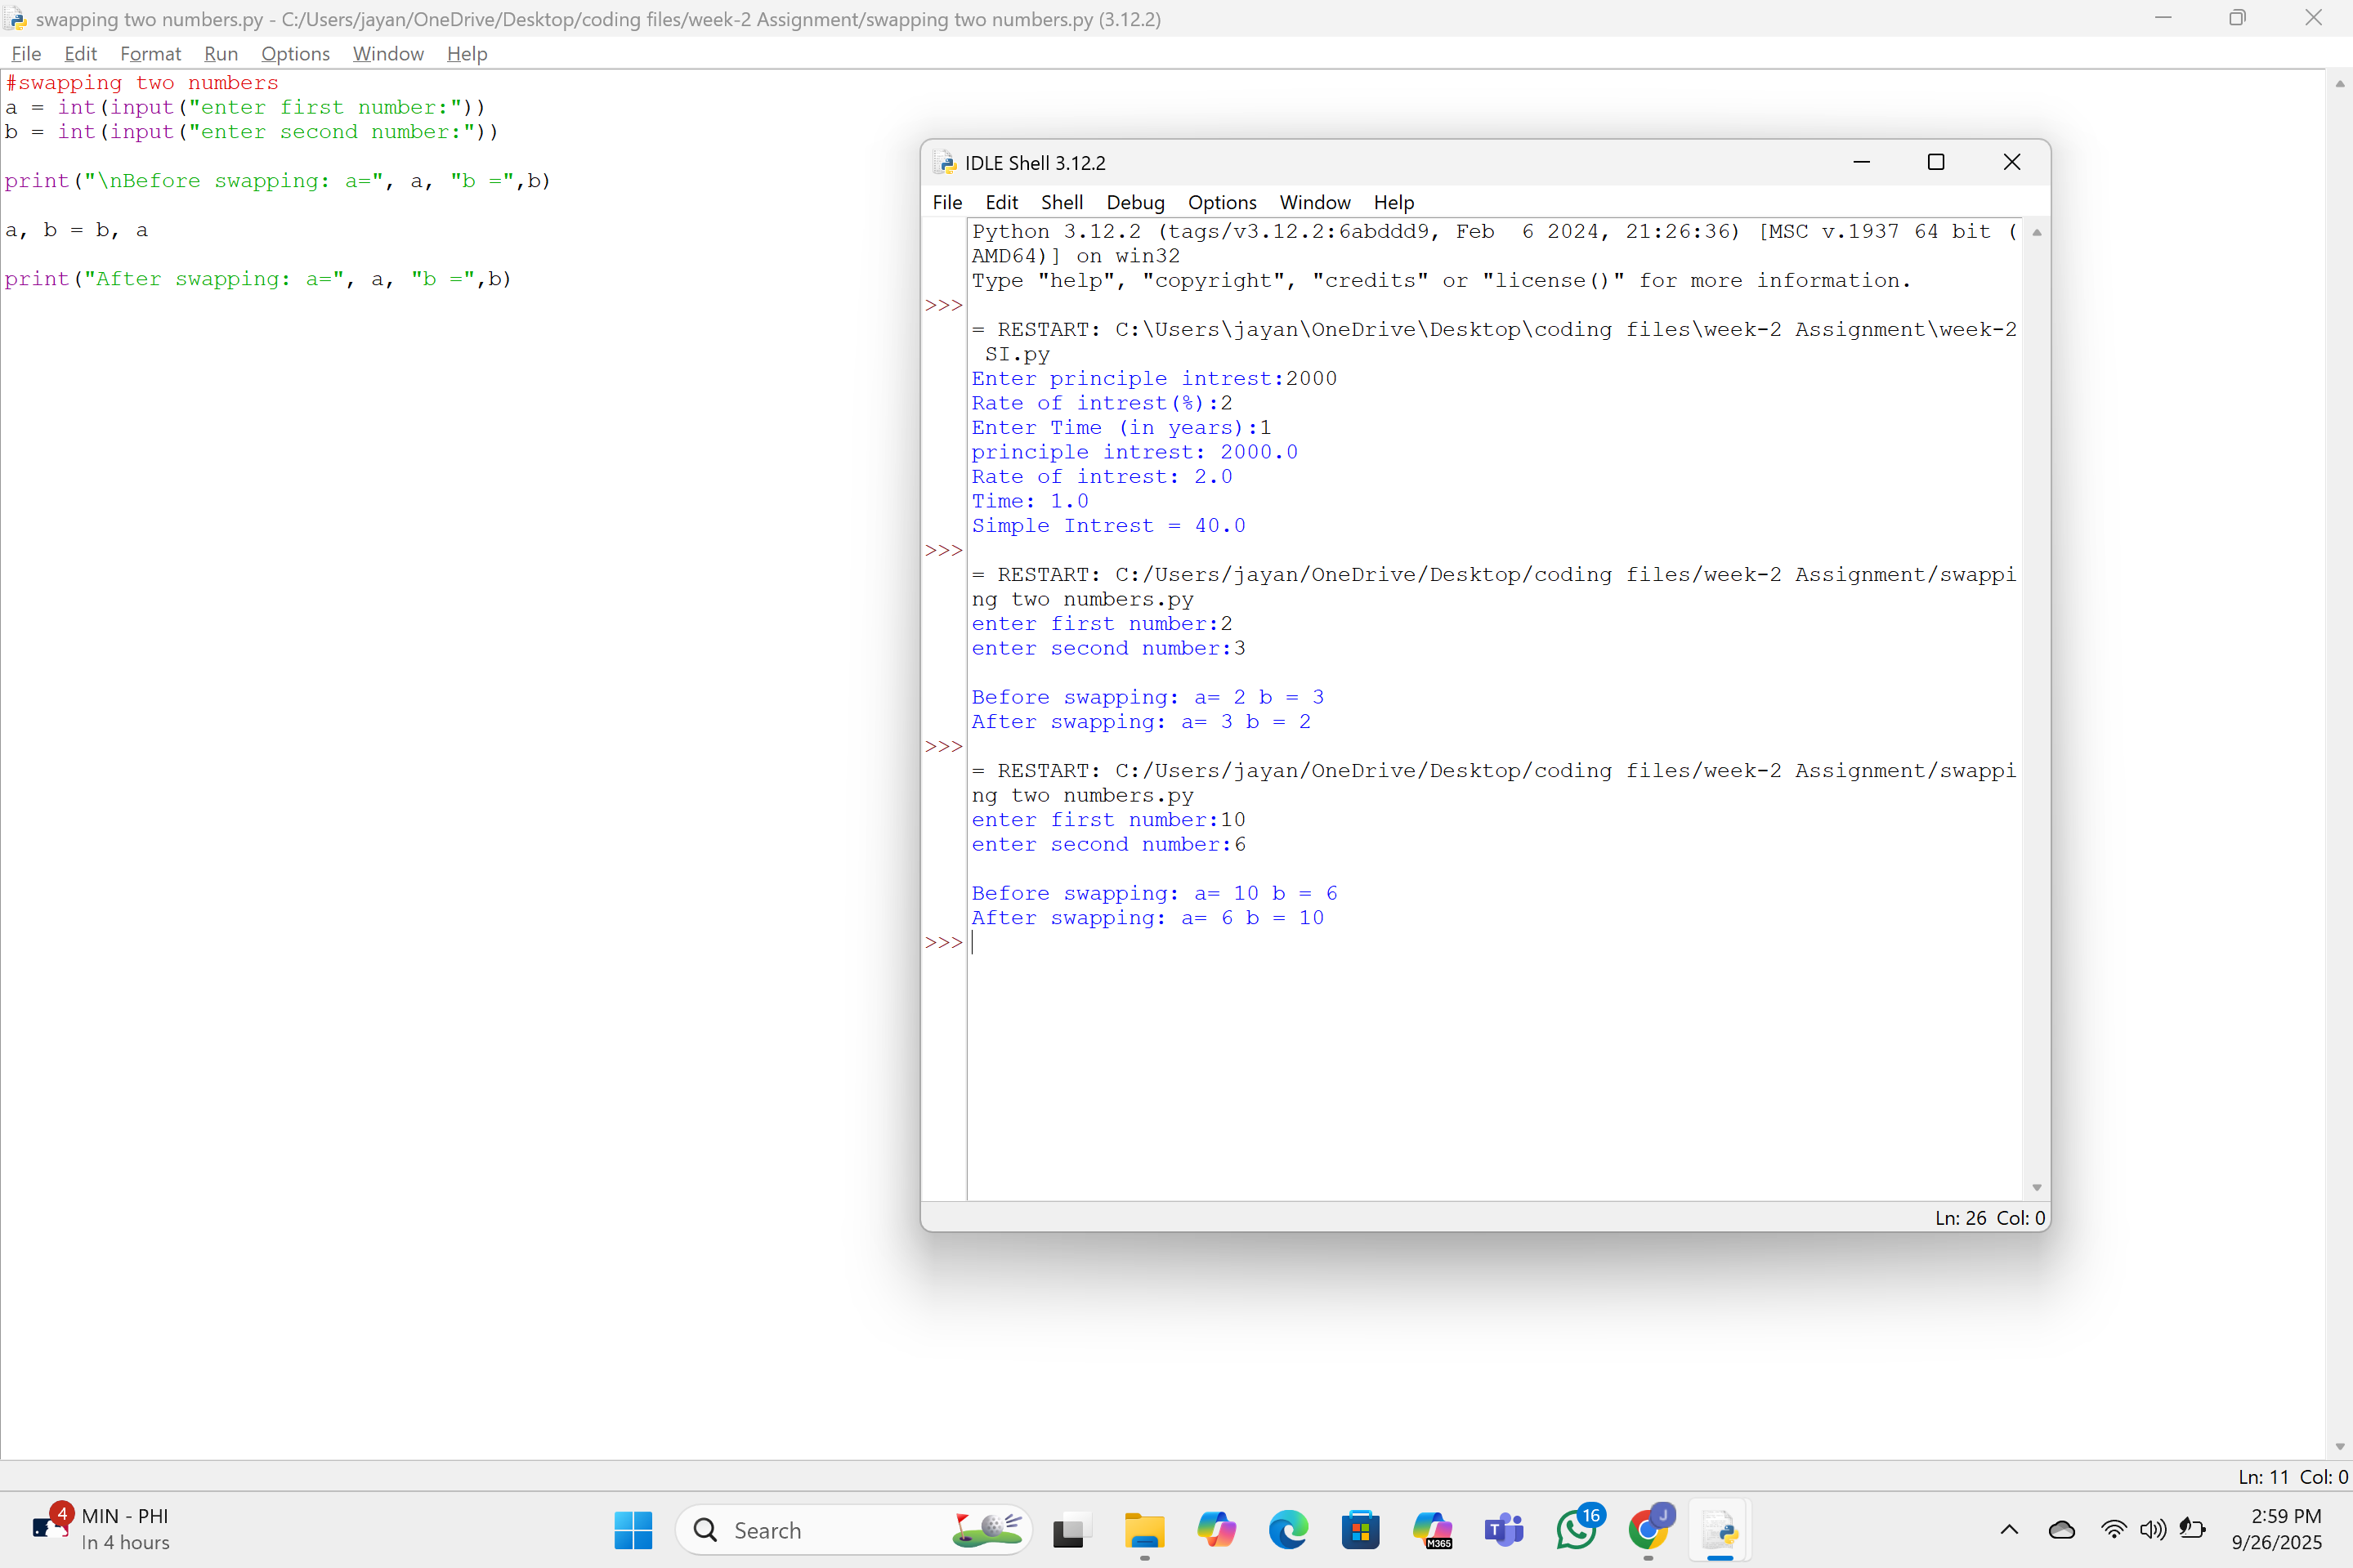 swapping two numbers.py - C:/Users/jayan/OneDrive/Desktop/coding files/week-2 Assignment/swapping two numbers.py (3.12.2)
File Edit Format Run Options Window Help
#swapping two numbers
a = int(input("enter first number:"))
b = int(input("enter second number:"))
print("\nBefore swapping: a=", a, "b =",b)
a, b = b, a
print("After swapping: a=", a, "b =",b)
IDLE Shell 3.12.2
File Edit Shell Debug Options Window Help
Python 3.12.2 (tags/v3.12.2:6abddd9, Feb  6 2024, 21:26:36) [MSC v.1937 64 bit (
AMD64)] on win32
Type "help", "copyright", "credits" or "license()" for more information.
>>>
= RESTART: C:\Users\jayan\OneDrive\Desktop\coding files\week-2 Assignment\week-2
 SI.py
Enter principle intrest:2000
Rate of intrest(%):2
Enter Time (in years):1
principle intrest: 2000.0
Rate of intrest: 2.0
Time: 1.0
Simple Intrest = 40.0
>>>
= RESTART: C:/Users/jayan/OneDrive/Desktop/coding files/week-2 Assignment/swappi
ng two numbers.py
enter first number:2
enter second number:3
Before swapping: a= 2 b = 3
After swapping: a= 3 b = 2
>>>
= RESTART: C:/Users/jayan/OneDrive/Desktop/coding files/week-2 Assignment/swappi
ng two numbers.py
enter first number:10
enter second number:6
Before swapping: a= 10 b = 6
After swapping: a= 6 b = 10
>>>
Ln: 26 Col: 0
Ln: 11 Col: 0
4
MIN - PHI
In 4 hours
Search
M365
T
16
J
2:59 PM
9/26/2025